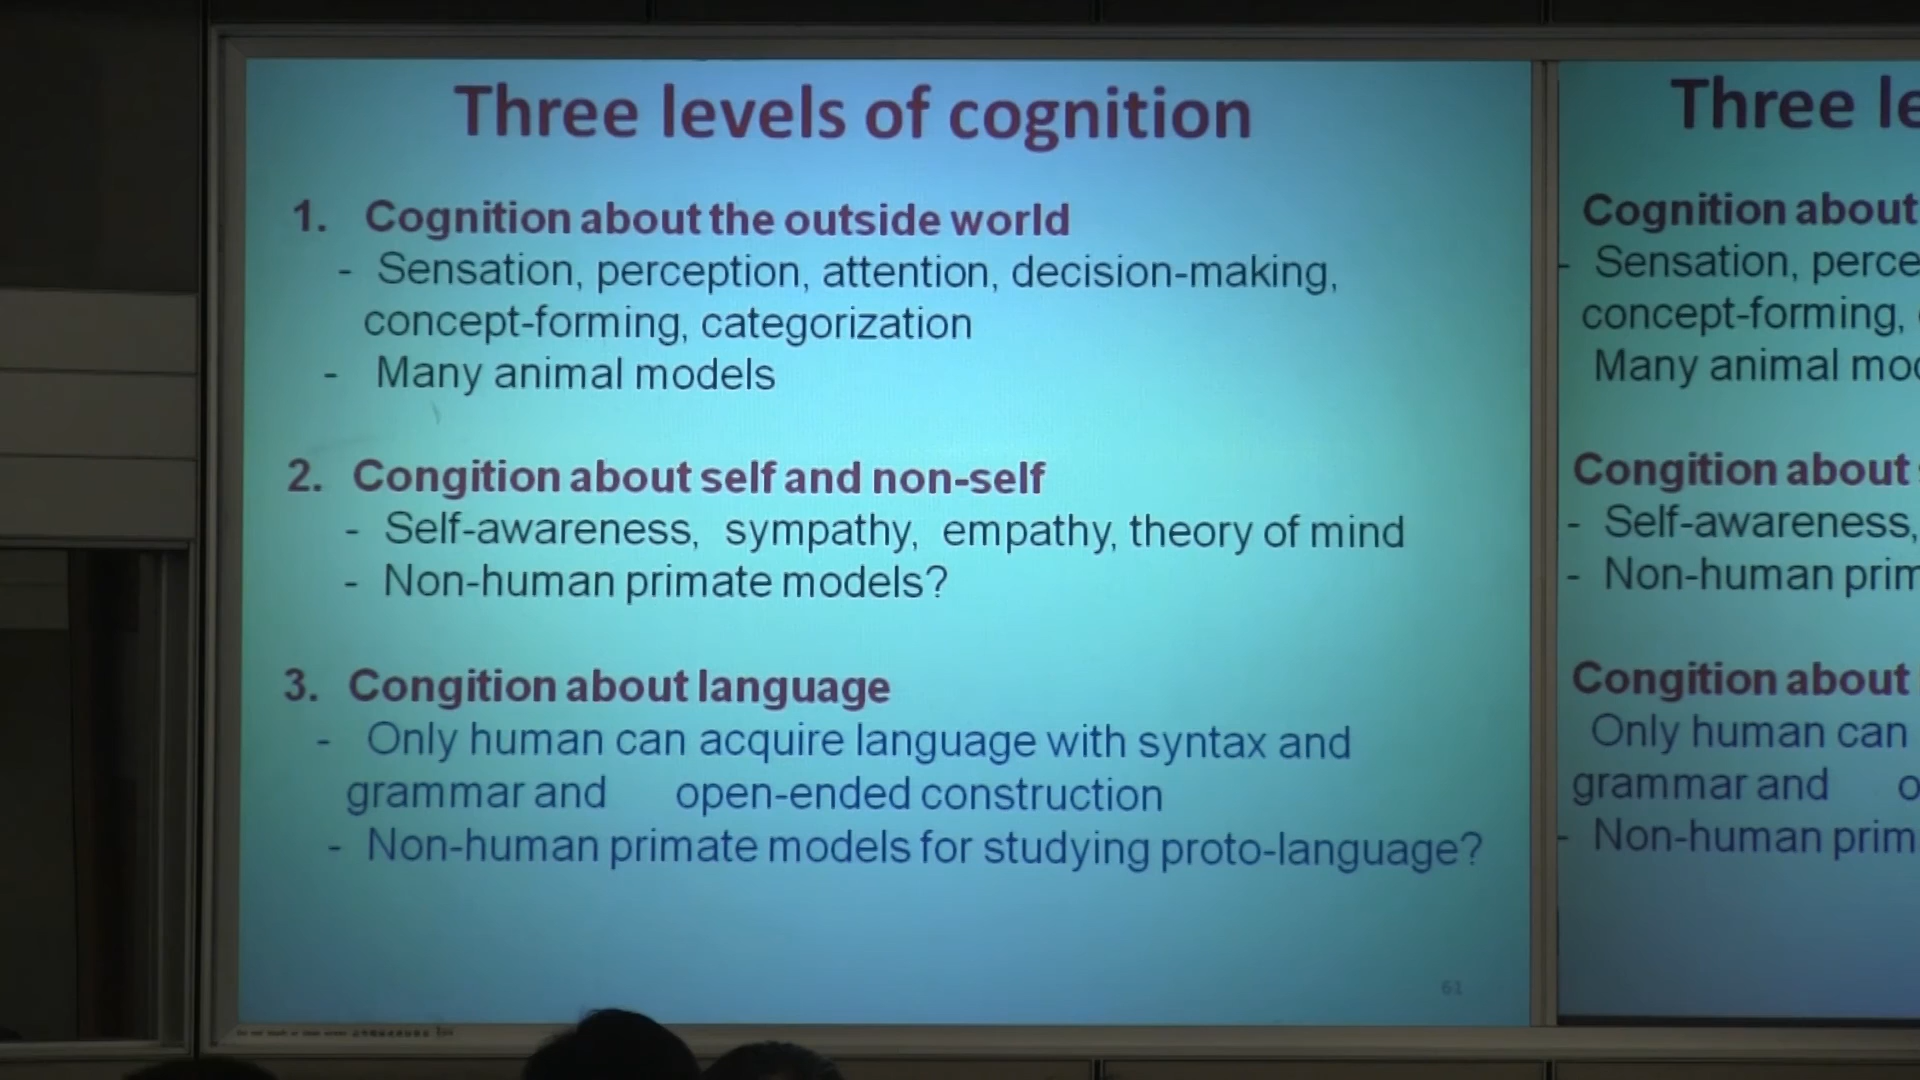 Three levels of cognition
1. Cognition about the outside world
- Sensation, perception, attention, decision-making,
concept-forming, categorization
- Many animal models
2. Congition about self and non-self
- Self-awareness, sympathy, empathy, theory of mind
- Non-human primate models?
3. Congition about language
- Only human can acquire language with syntax and
grammar and open-ended construction
- Non-human primate models for studying proto-language?
61
Three le
Cognition about
- Sensation, perce
concept-forming,
Many animal mo
Congition about
- Self-awareness,
- Non-human prim
Congition about
Only human can
grammar and o
- Non-human prim